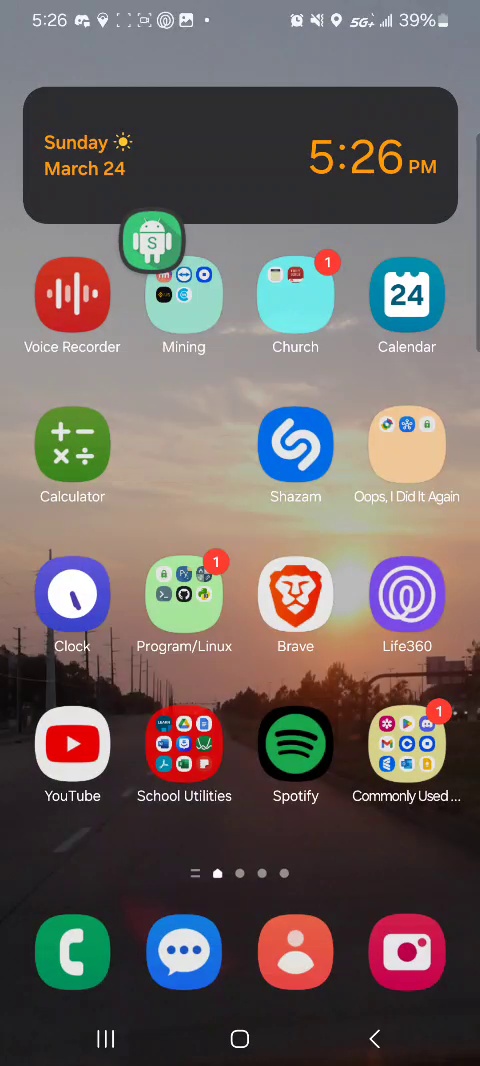 5:26
5G+
39%
Sunday
March 24
5:26 PM
S
1
24
Voice Recorder
Mining
Church
Calendar
Calculator
Shazam
Oops, I Did It Again
1
Clock
Program/Linux
Brave
Life360
1
YouTube
School Utilities
Spotify
Commonly Used ...